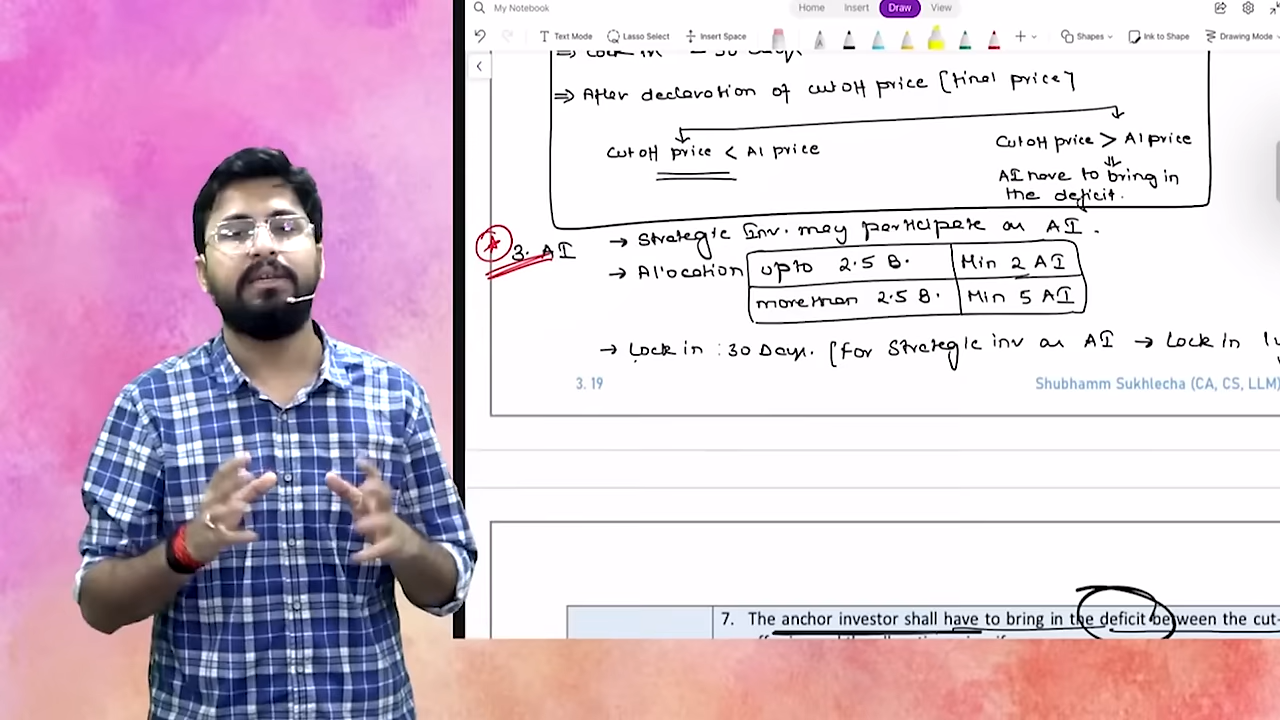 My Notebook
Home Insert Draw View
Text Mode Lasso Select Insert Space Shapes Ink to Shape Drawing Mode
⇒ Lock in – 30 days
⇒ After declaration of cutoff price [final price]
Cutoff price < AI price
Cutoff price > AI price
AI have to bring in
the deficit.
3. AI → Strategic Inv. may participate as AI.
→ Allocation
upto 2.5 B. Min 2 AI
more than 2.5 B. Min 5 AI
→ Lock in : 30 Days. [For Strategic inv as AI → Lock in
3. 19
Shubhamm Sukhlecha (CA, CS, LLM)
7. The anchor investor shall have to bring in the deficit between the cut-